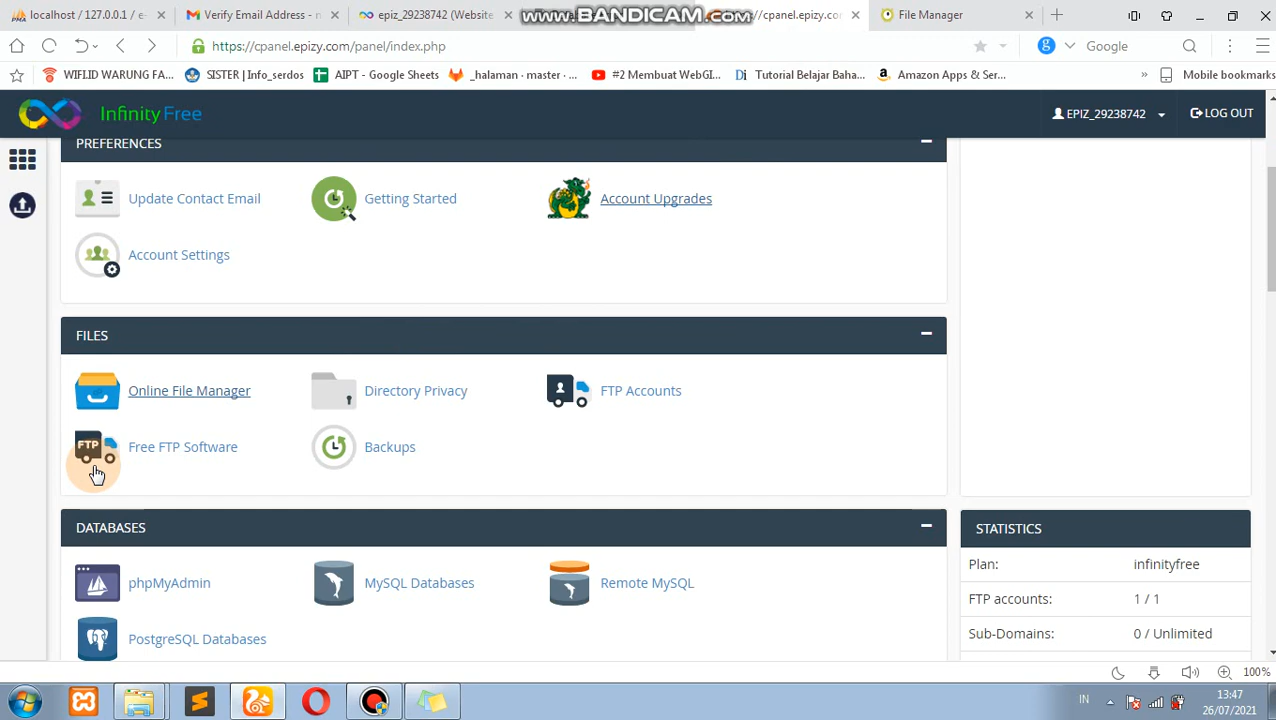 localhost / 127.0.0.1 / e-
Verify Email Address - n
epiz_29238742 (Website
www.BANDICAM.com
://cpanel.epizy.co
File Manager
https://cpanel.epizy.com/panel/index.php
Google
WIFI.ID WARUNG FA...
SISTER | Info_serdos
AIPT - Google Sheets
_halaman · master · ...
#2 Membuat WebGI...
Tutorial Belajar Baha...
Amazon Apps & Ser...
Mobile bookmarks
InfinityFree
EPIZ_29238742
LOG OUT
PREFERENCES
Update Contact Email
Getting Started
Account Upgrades
Account Settings
FILES
Online File Manager
Directory Privacy
FTP Accounts
FTP
Free FTP Software
Backups
DATABASES
STATISTICS
phpMyAdmin
MySQL Databases
Remote MySQL
PostgreSQL Databases
Plan:
infinityfree
FTP accounts:
1 / 1
Sub-Domains:
0 / Unlimited
100%
IN
13:47
26/07/2021